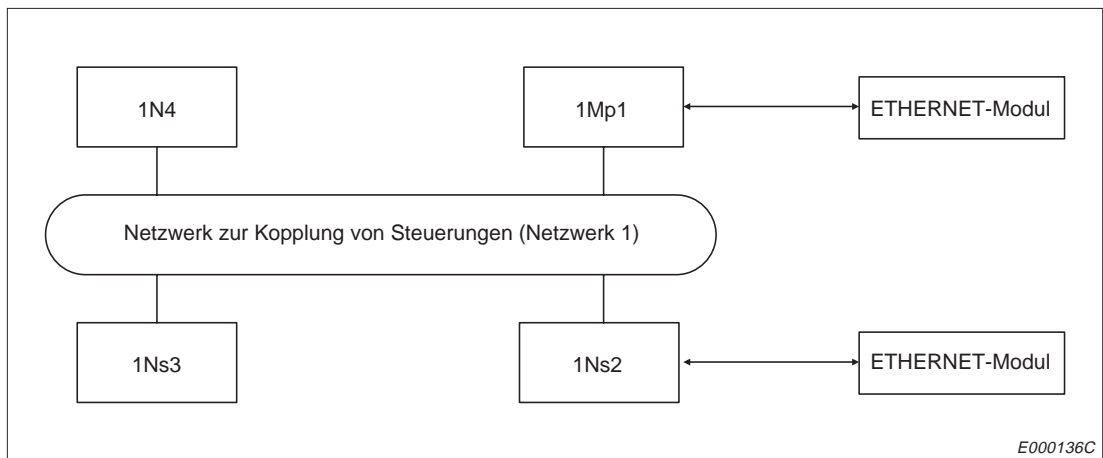 1N4
1Mp1
ETHERNET-Modul
Netzwerk zur Kopplung von Steuerungen (Netzwerk 1)
1Ns3
1Ns2
ETHERNET-Modul
E000136C